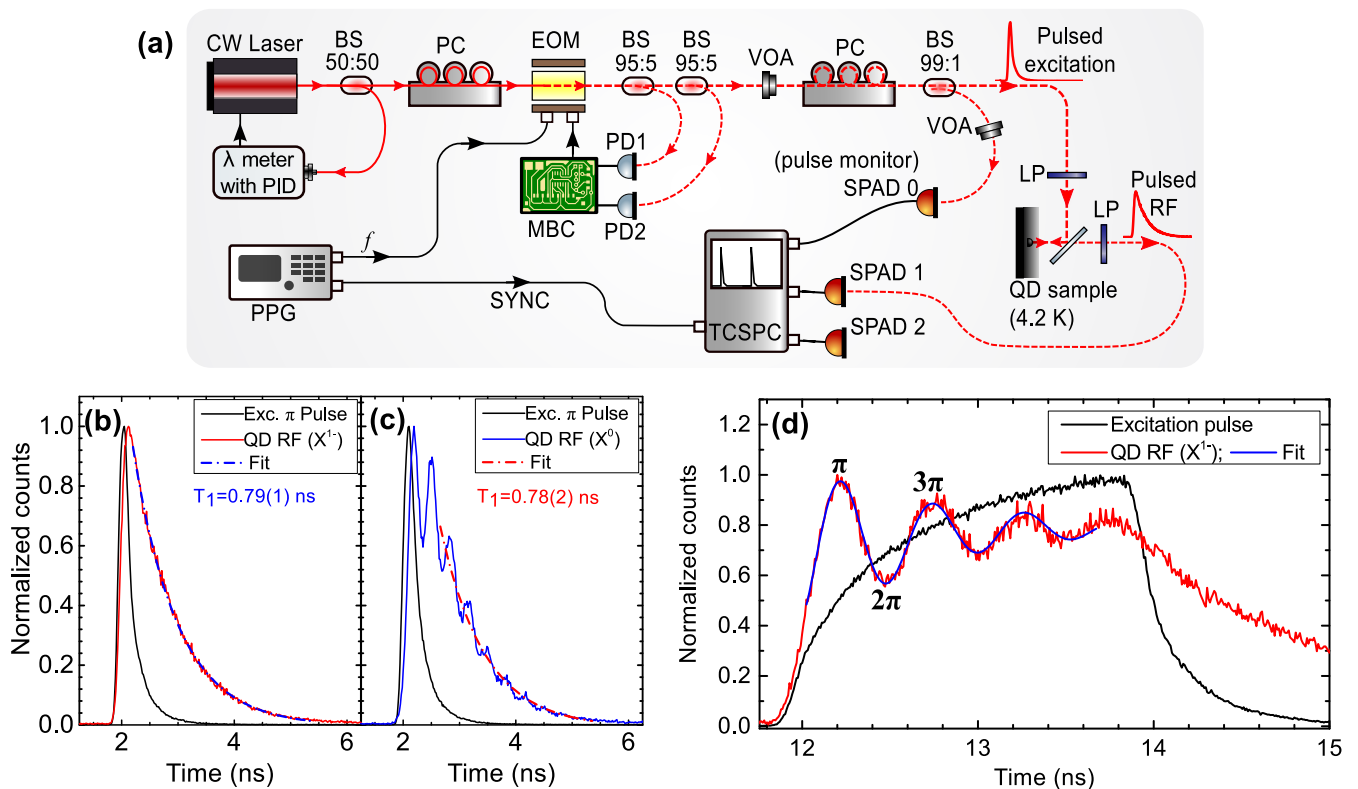 (a)
CW Laser
BS
50:50
PC
EOM
BS
95:5
BS
95:5
VOA
PC
BS
99:1
Pulsed
excitation
λ meter
with PID
MBC
PD1
PD2
VOA
(pulse monitor)
SPAD 0
LP
LP
Pulsed
RF
PPG
f
SYNC
TCSPC
SPAD 1
SPAD 2
QD sample
(4.2 K)
(b)
Exc. π Pulse
QD RF (X¹⁻)
Fit
T₁=0.79(1) ns
Normalized counts
1.0
0.8
0.6
0.4
0.2
0.0
2
4
6
Time (ns)
(c)
Exc. π Pulse
QD RF (X⁰)
Fit
T₁=0.78(2) ns
2
4
6
Time (ns)
(d)
Excitation pulse
QD RF (X¹⁻);
Fit
π
2π
3π
Normalized counts
1.2
1.0
0.8
0.6
0.4
0.2
0.0
12
13
14
15
Time (ns)